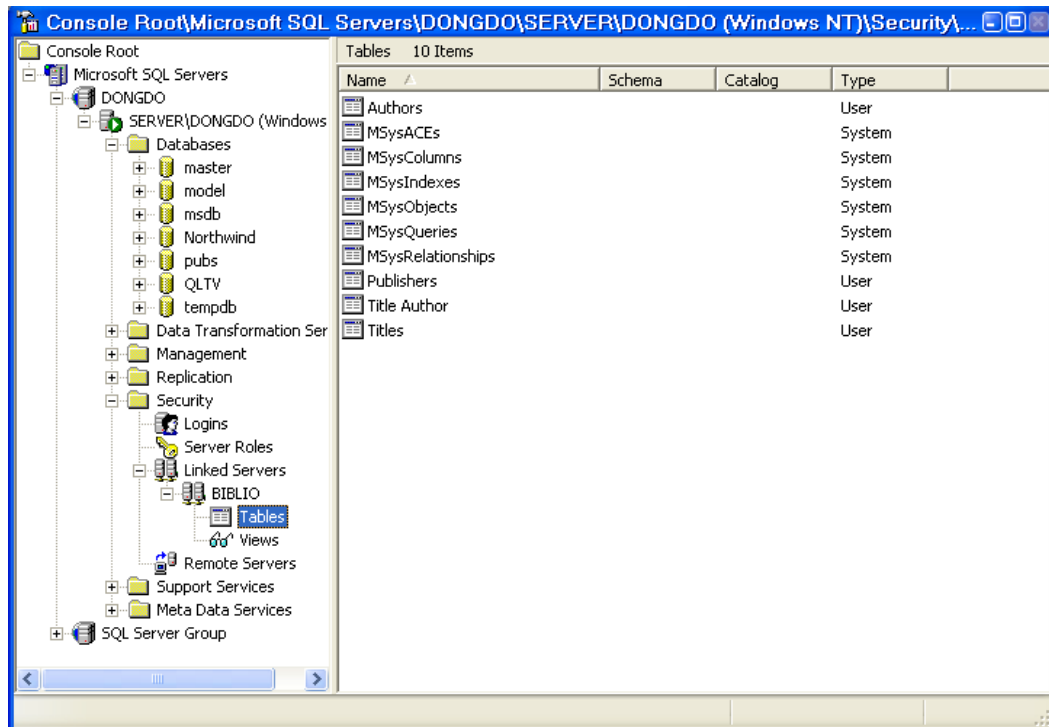 Console Root\Microsoft SQL Servers\DONGDO\SERVER\DONGDO (Windows NT)\Security\...
Console Root
Microsoft SQL Servers
DONGDO
SERVER\DONGDO (Windows
Databases
master
model
msdb
Northwind
pubs
QLTV
tempdb
Data Transformation Ser
Management
Replication
Security
Logins
Server Roles
Linked Servers
BIBLIO
Tables
Views
Remote Servers
Support Services
Meta Data Services
SQL Server Group
Tables 10 Items
Name Schema Catalog Type
Authors User
MSysACEs System
MSysColumns System
MSysIndexes System
MSysObjects System
MSysQueries System
MSysRelationships System
Publishers User
Title Author User
Titles User